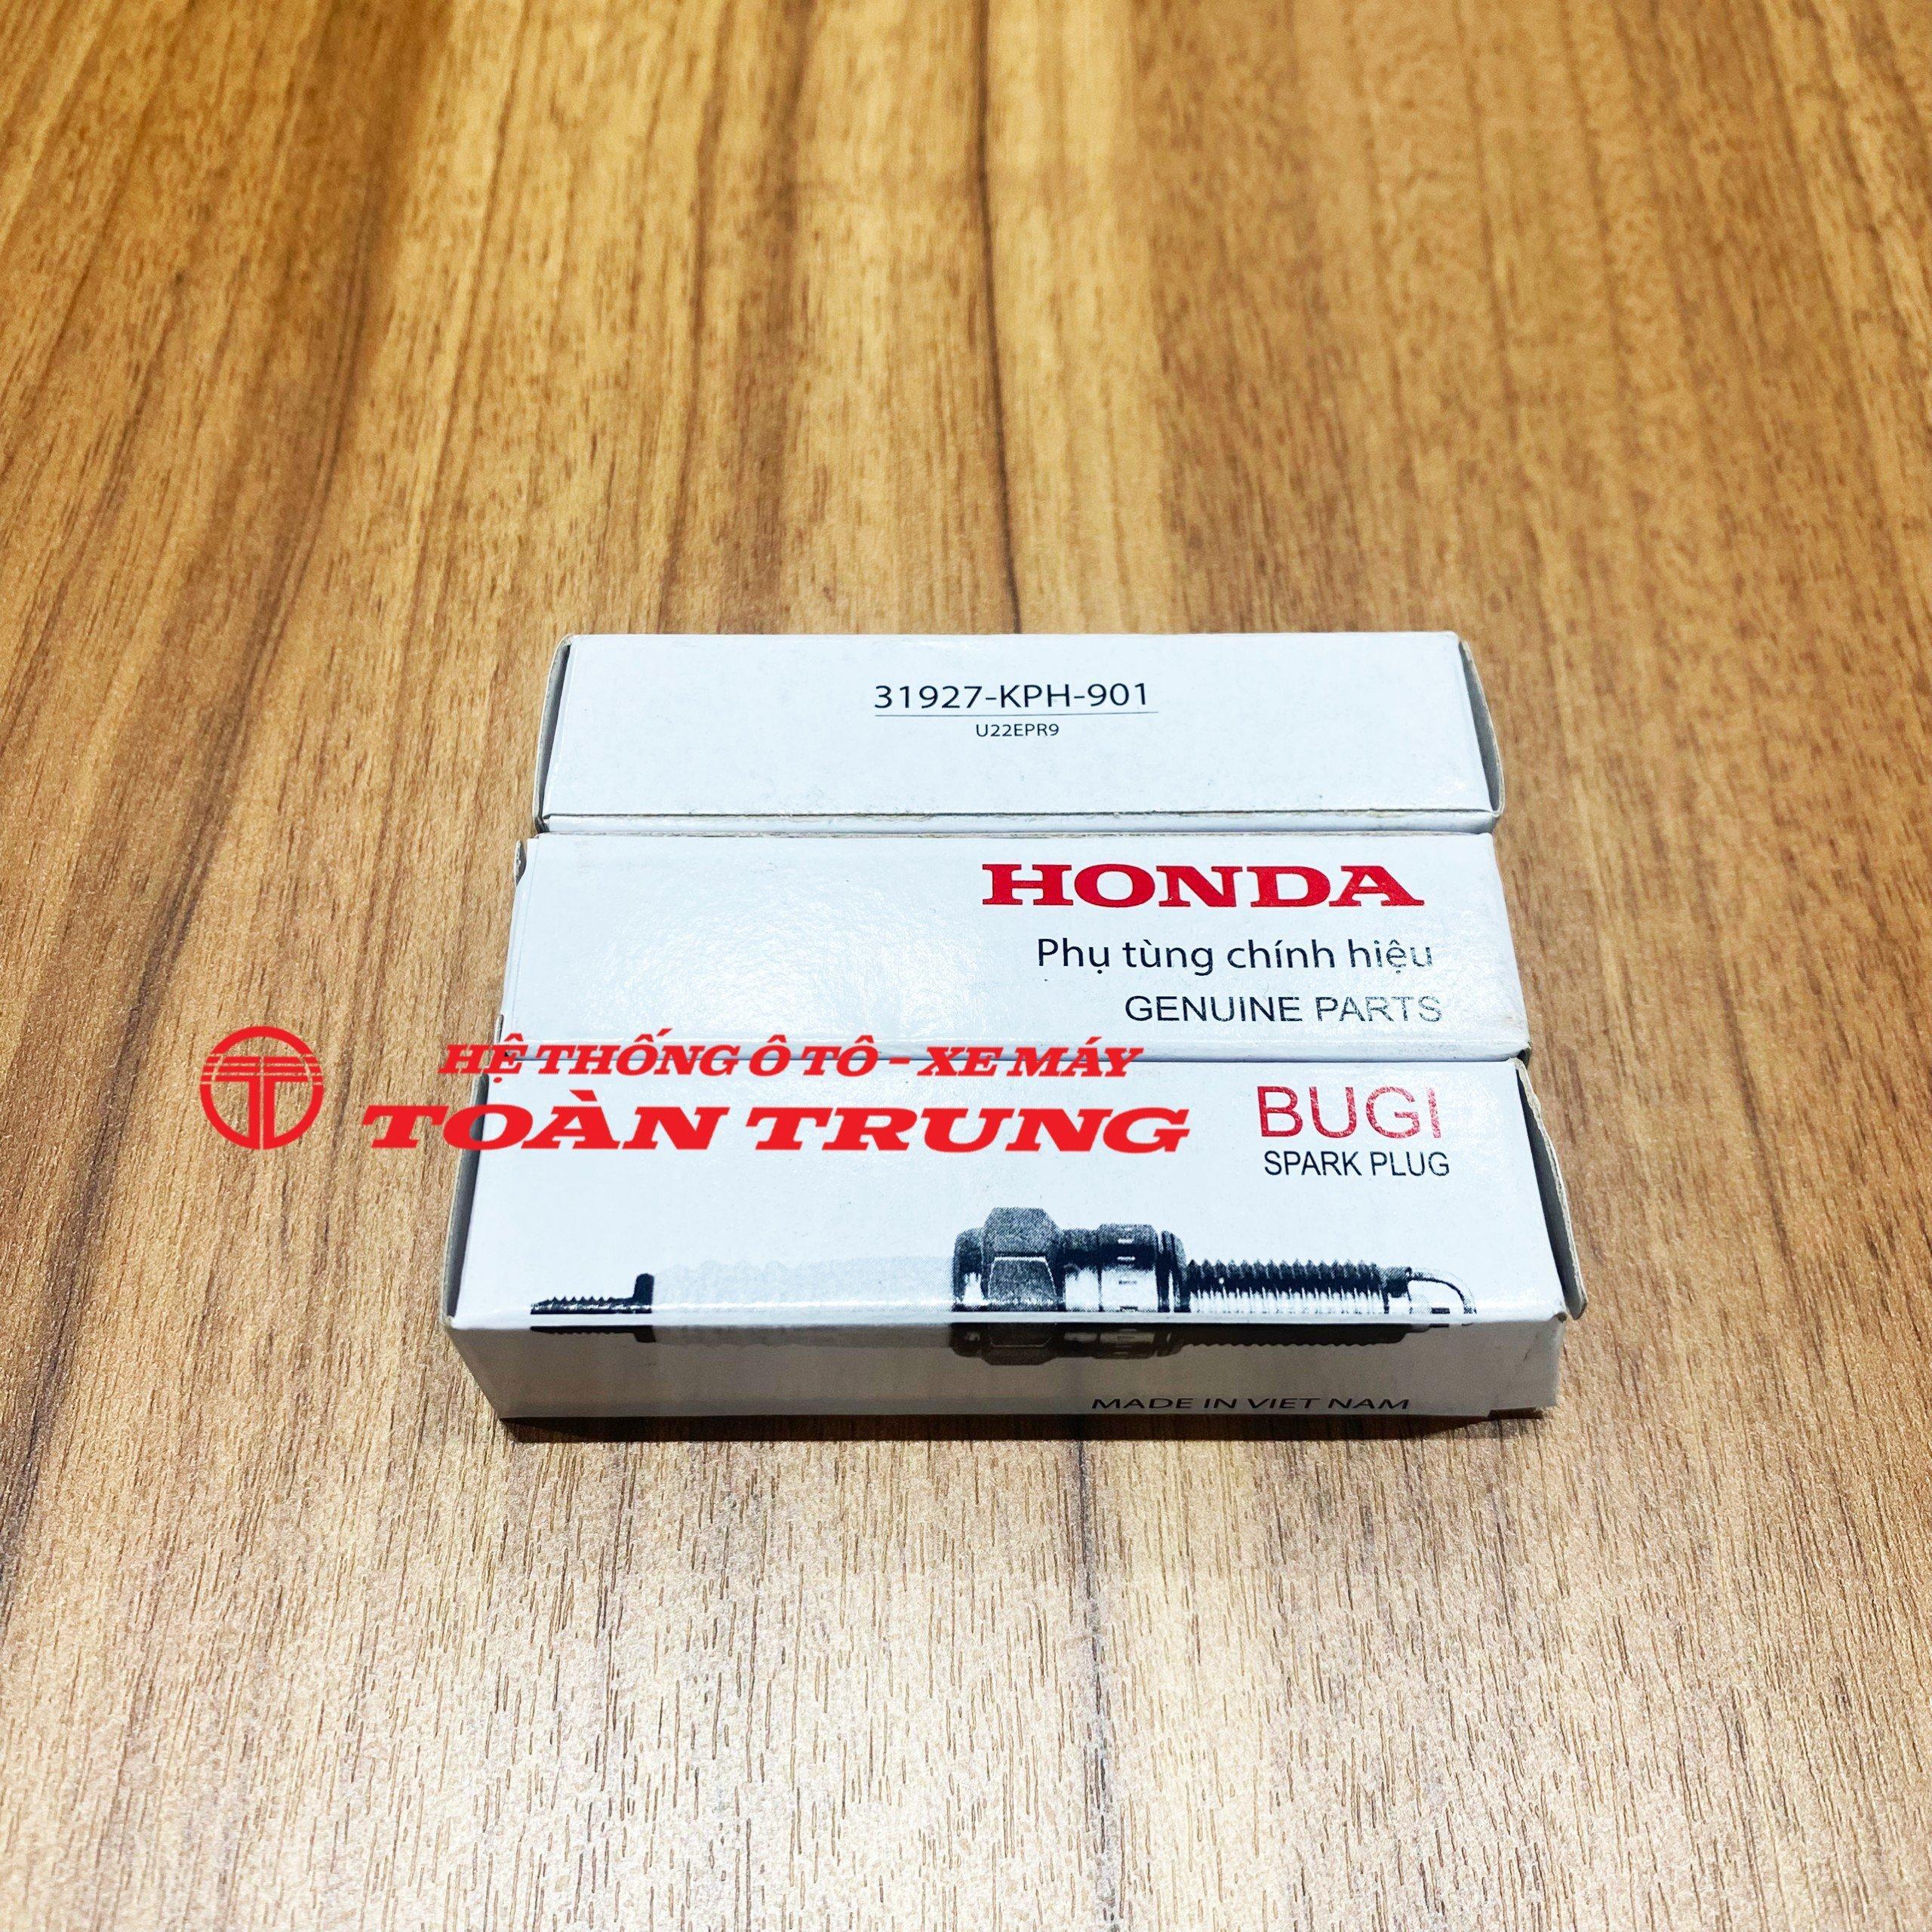 31927-KPH-901
U22EPR9
HONDA
Phụ tùng chính hiệu
GENUINE PARTS
HỆ THỐNG Ô TÔ - XE MÁY
TOÀN TRUNG
BUGI
SPARK PLUG
MADE IN VIET NAM